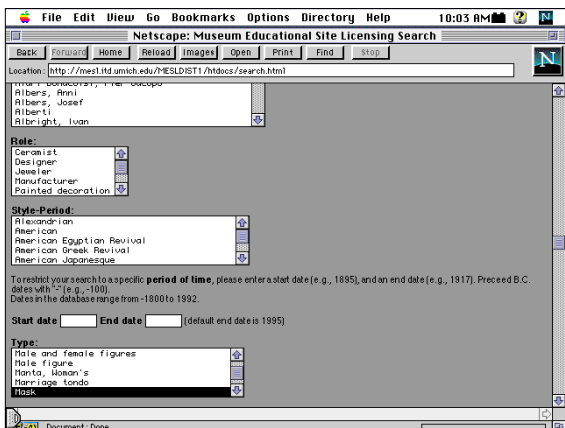 File Edit View Go Bookmarks Options Directory Help 10:03 AM
Netscape: Museum Educational Site Licensing Search
Back Forward Home Reload Images Open Print Find Stop
N
Location: http://mesl.itd.umich.edu/MESLDIST1/htdocs/search.html
Albers, Anni
Albers, Josef
Alberti
Albright, Ivan
Role:
Ceramist
Designer
Jeweler
Manufacturer
Painted decoration
Style-Period:
Alexandrian
American
American Egyptian Revival
American Greek Revival
American Japanesque
To restrict your search to a specific period of time, please enter a start date (e.g., 1895), and an end date (e.g., 1917). Preceed B.C.
dates with "-" (e.g., -100).
Dates in the database range from -1800 to 1992.
Start date End date (default end date is 1995)
Type:
Male and female figures
Male figure
Manta, Woman's
Marriage tondo
Mask
Document: Done